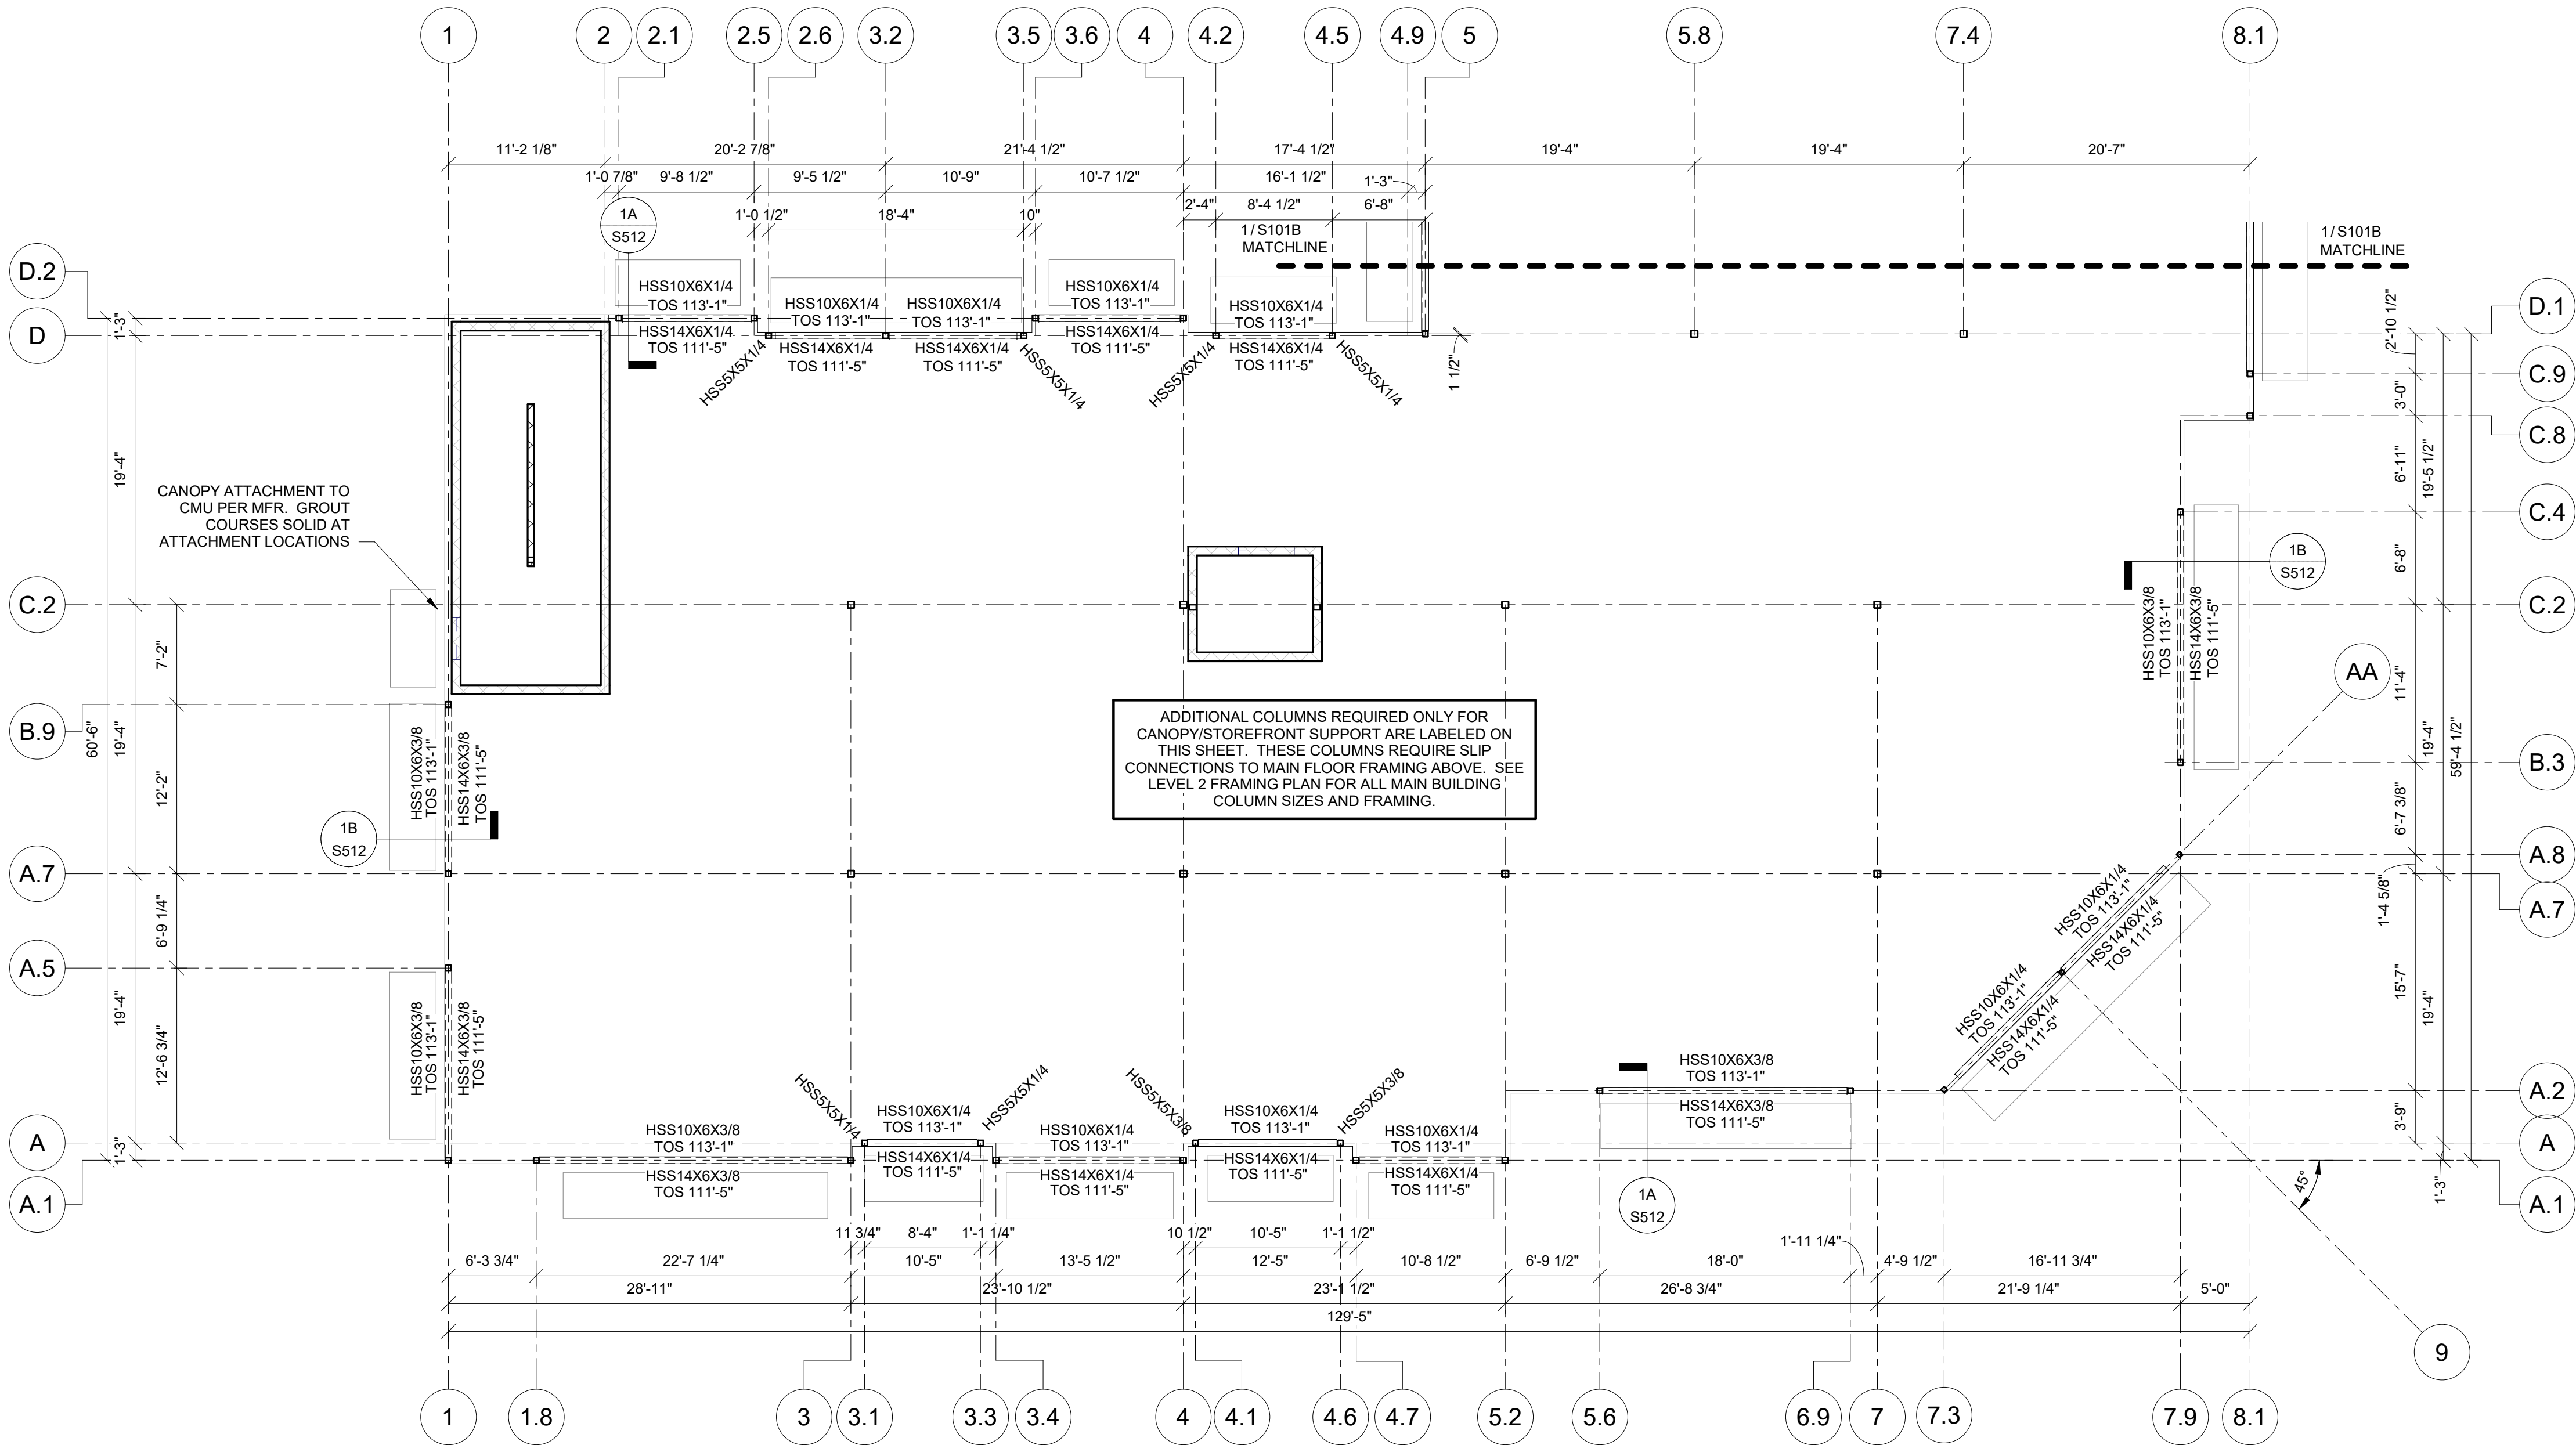 1
2
2.1
2.5
2.6
3.2
3.5
3.6
4
4.2
4.5
4.9
5
5.8
7.4
8.1
11'-2 1/8"
20'-2 7/8"
21'-4 1/2"
17'-4 1/2"
19'-4"
19'-4"
20'-7"
1'-0 7/8"
9'-8 1/2"
9'-5 1/2"
10'-9"
10'-7 1/2"
16'-1 1/2"
1'-3"
1'-0 1/2"
18'-4"
10"
2'-4"
8'-4 1/2"
6'-8"
1A
S512
1/S101B
MATCHLINE
1/S101B
MATCHLINE
D.2
D
C.2
B.9
A.7
A.5
A
A.1
1'-3"
19'-4"
7'-2"
60'-6"
19'-4"
12'-2"
6'-9 1/4"
19'-4"
12'-6 3/4"
1'-3"
HSS10X6X1/4
TOS 113'-1"
HSS14X6X1/4
TOS 111'-5"
HSS10X6X1/4
TOS 113'-1"
HSS14X6X1/4
TOS 111'-5"
HSS10X6X1/4
TOS 113'-1"
HSS14X6X1/4
TOS 111'-5"
HSS10X6X1/4
TOS 113'-1"
HSS14X6X1/4
TOS 111'-5"
HSS10X6X1/4
TOS 113'-1"
HSS14X6X1/4
TOS 111'-5"
HSS5X5X1/4
HSS5X5X1/4
HSS5X5X1/4
HSS5X5X1/4
1 1/2"
CANOPY ATTACHMENT TO
CMU PER MFR. GROUT
COURSES SOLID AT
ATTACHMENT LOCATIONS
ADDITIONAL COLUMNS REQUIRED ONLY FOR
CANOPY/STOREFRONT SUPPORT ARE LABELED ON
THIS SHEET. THESE COLUMNS REQUIRE SLIP
CONNECTIONS TO MAIN FLOOR FRAMING ABOVE. SEE
LEVEL 2 FRAMING PLAN FOR ALL MAIN BUILDING
COLUMN SIZES AND FRAMING.
HSS10X6X3/8
TOS 113'-1"
HSS14X6X3/8
TOS 111'-5"
1B
S512
HSS10X6X3/8
TOS 113'-1"
HSS14X6X3/8
TOS 111'-5"
1B
S512
HSS10X6X3/8
TOS 113'-1"
HSS14X6X3/8
TOS 111'-5"
AA
HSS10X6X1/4
TOS 113'-1"
HSS14X6X1/4
TOS 111'-5"
HSS10X6X1/4
TOS 113'-1"
HSS14X6X1/4
TOS 111'-5"
D.1
C.9
C.8
C.4
C.2
B.3
A.8
A.7
A.2
A
A.1
2'-10 1/2"
3'-0"
6'-11"
19'-5 1/2"
6'-8"
11'-4"
19'-4"
59'-4 1/2"
6'-7 3/8"
1'-4 5/8"
15'-7"
19'-4"
3'-9"
1'-3"
45°
9
HSS10X6X3/8
TOS 113'-1"
HSS14X6X3/8
TOS 111'-5"
HSS5X5X1/4
HSS10X6X1/4
TOS 113'-1"
HSS14X6X1/4
TOS 111'-5"
HSS5X5X1/4
HSS10X6X1/4
TOS 113'-1"
HSS14X6X1/4
TOS 111'-5"
HSS5X5X3/8
HSS10X6X1/4
TOS 113'-1"
HSS14X6X1/4
TOS 111'-5"
HSS5X5X3/8
HSS10X6X1/4
TOS 113'-1"
HSS14X6X1/4
TOS 111'-5"
HSS10X6X3/8
TOS 113'-1"
HSS14X6X3/8
TOS 111'-5"
1A
S512
11 3/4"
8'-4"
1'-1 1/4"
10 1/2"
10'-5"
1'-1 1/2"
6'-3 3/4"
22'-7 1/4"
10'-5"
13'-5 1/2"
12'-5"
10'-8 1/2"
6'-9 1/2"
18'-0"
1'-11 1/4"
4'-9 1/2"
16'-11 3/4"
28'-11"
23'-10 1/2"
23'-1 1/2"
26'-8 3/4"
21'-9 1/4"
5'-0"
129'-5"
1
1.8
3
3.1
3.3
3.4
4
4.1
4.6
4.7
5.2
5.6
6.9
7
7.3
7.9
8.1